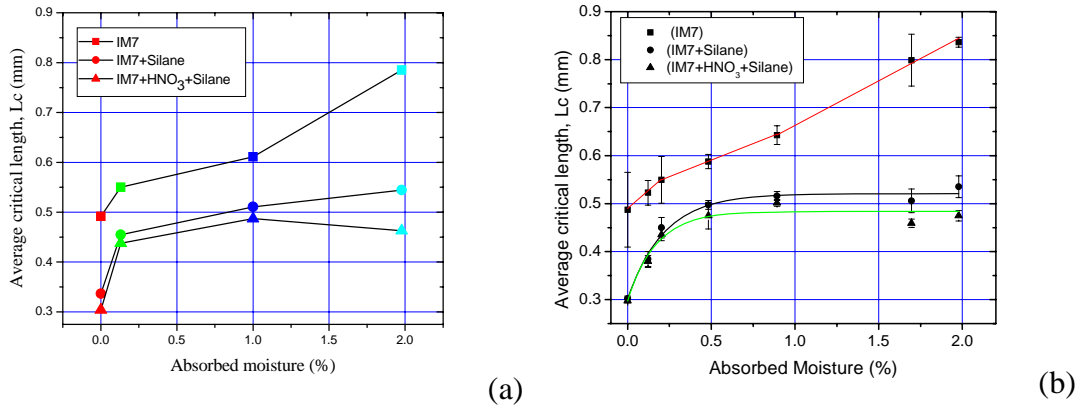 0.9
0.8
0.7
0.6
0.5
0.4
0.3
Average critical length, Lc (mm)
IM7
IM7+Silane
IM7+HNO3+Silane
0.0 0.5 1.0 1.5 2.0
Absorbed moisture (%)
(a)
0.9
0.8
0.7
0.6
0.5
0.4
0.3
Average critical length, Lc (mm)
(IM7)
(IM7+Silane)
(IM7+HNO3+Silane)
0.0 0.5 1.0 1.5 2.0
Absorbed Moisture (%)
(b)